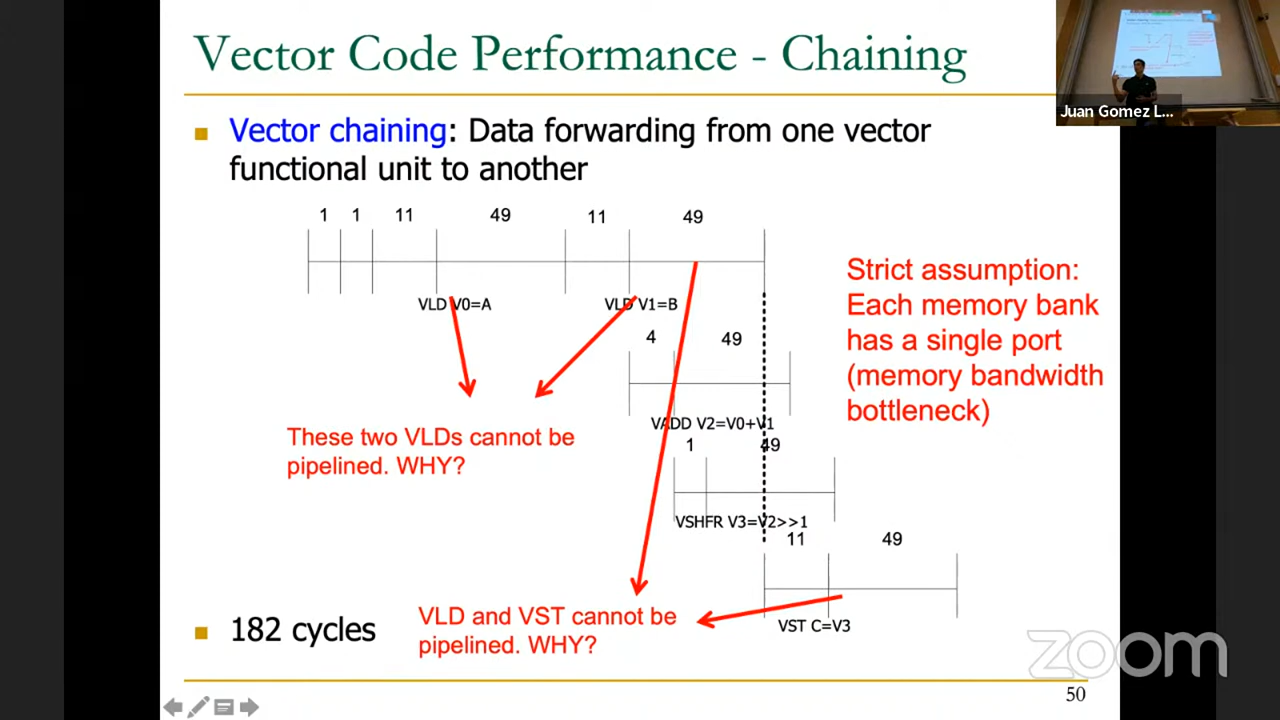 Vector Code Performance - Chaining
Juan Gomez L...
Vector chaining: Data forwarding from one vector
functional unit to another
1 1 11 49 11 49
VLD V0=A VLD V1=B
Strict assumption:
Each memory bank
has a single port
(memory bandwidth
bottleneck)
4 49
VADD V2=V0+V1
These two VLDs cannot be
pipelined. WHY?
1 49
VSHFR V3=V2>>1
11 49
VST C=V3
VLD and VST cannot be
pipelined. WHY?
182 cycles
zoom
50